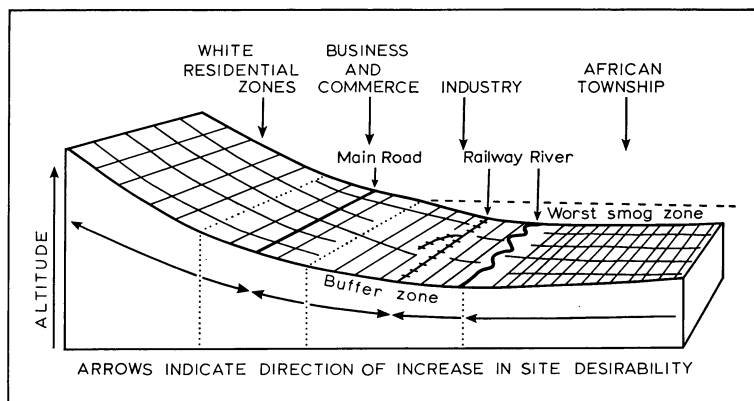 WHITE
RESIDENTIAL
ZONES
BUSINESS
AND
COMMERCE
INDUSTRY
AFRICAN
TOWNSHIP
Main Road
Railway
River
Worst smog zone
ALTITUDE
Buffer zone
ARROWS INDICATE DIRECTION OF INCREASE IN SITE DESIRABILITY